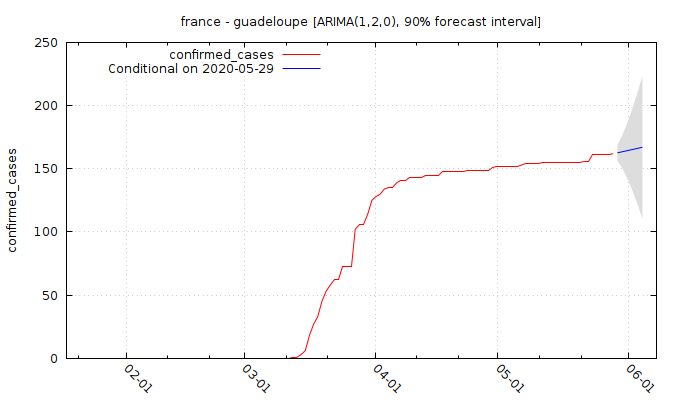 france - guadeloupe [ARIMA(1,2,0), 90% forecast interval]
confirmed_cases
Conditional on 2020-05-29
confirmed_cases
250
200
150
100
50
0
02-01
03-01
04-01
05-01
06-01